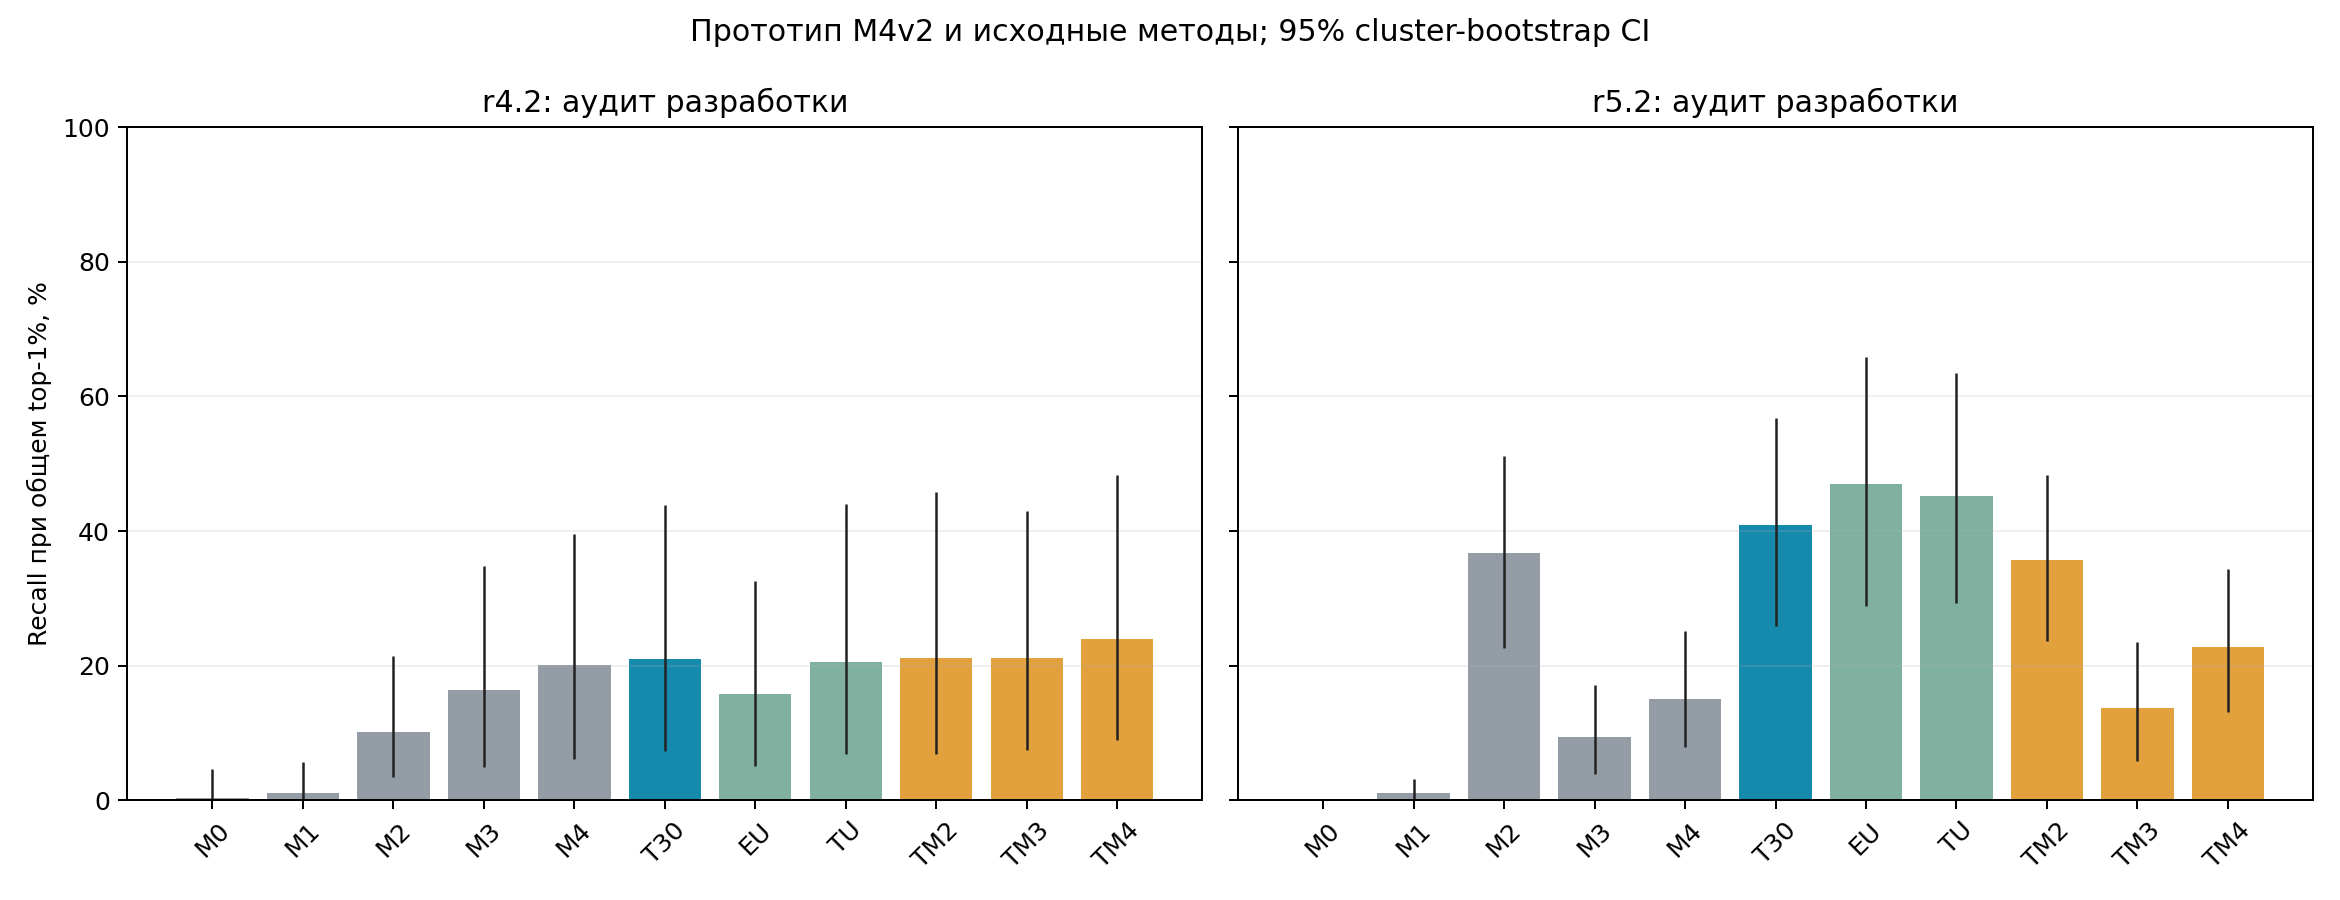 Прототип M4v2 и исходные методы; 95% cluster-bootstrap CI
r4.2: аудит разработки
r5.2: аудит разработки
Recall при общем top-1%, %
100
80
60
40
20
0
M0
M1
M2
M3
M4
T30
EU
TU
TM2
TM3
TM4
M0
M1
M2
M3
M4
T30
EU
TU
TM2
TM3
TM4